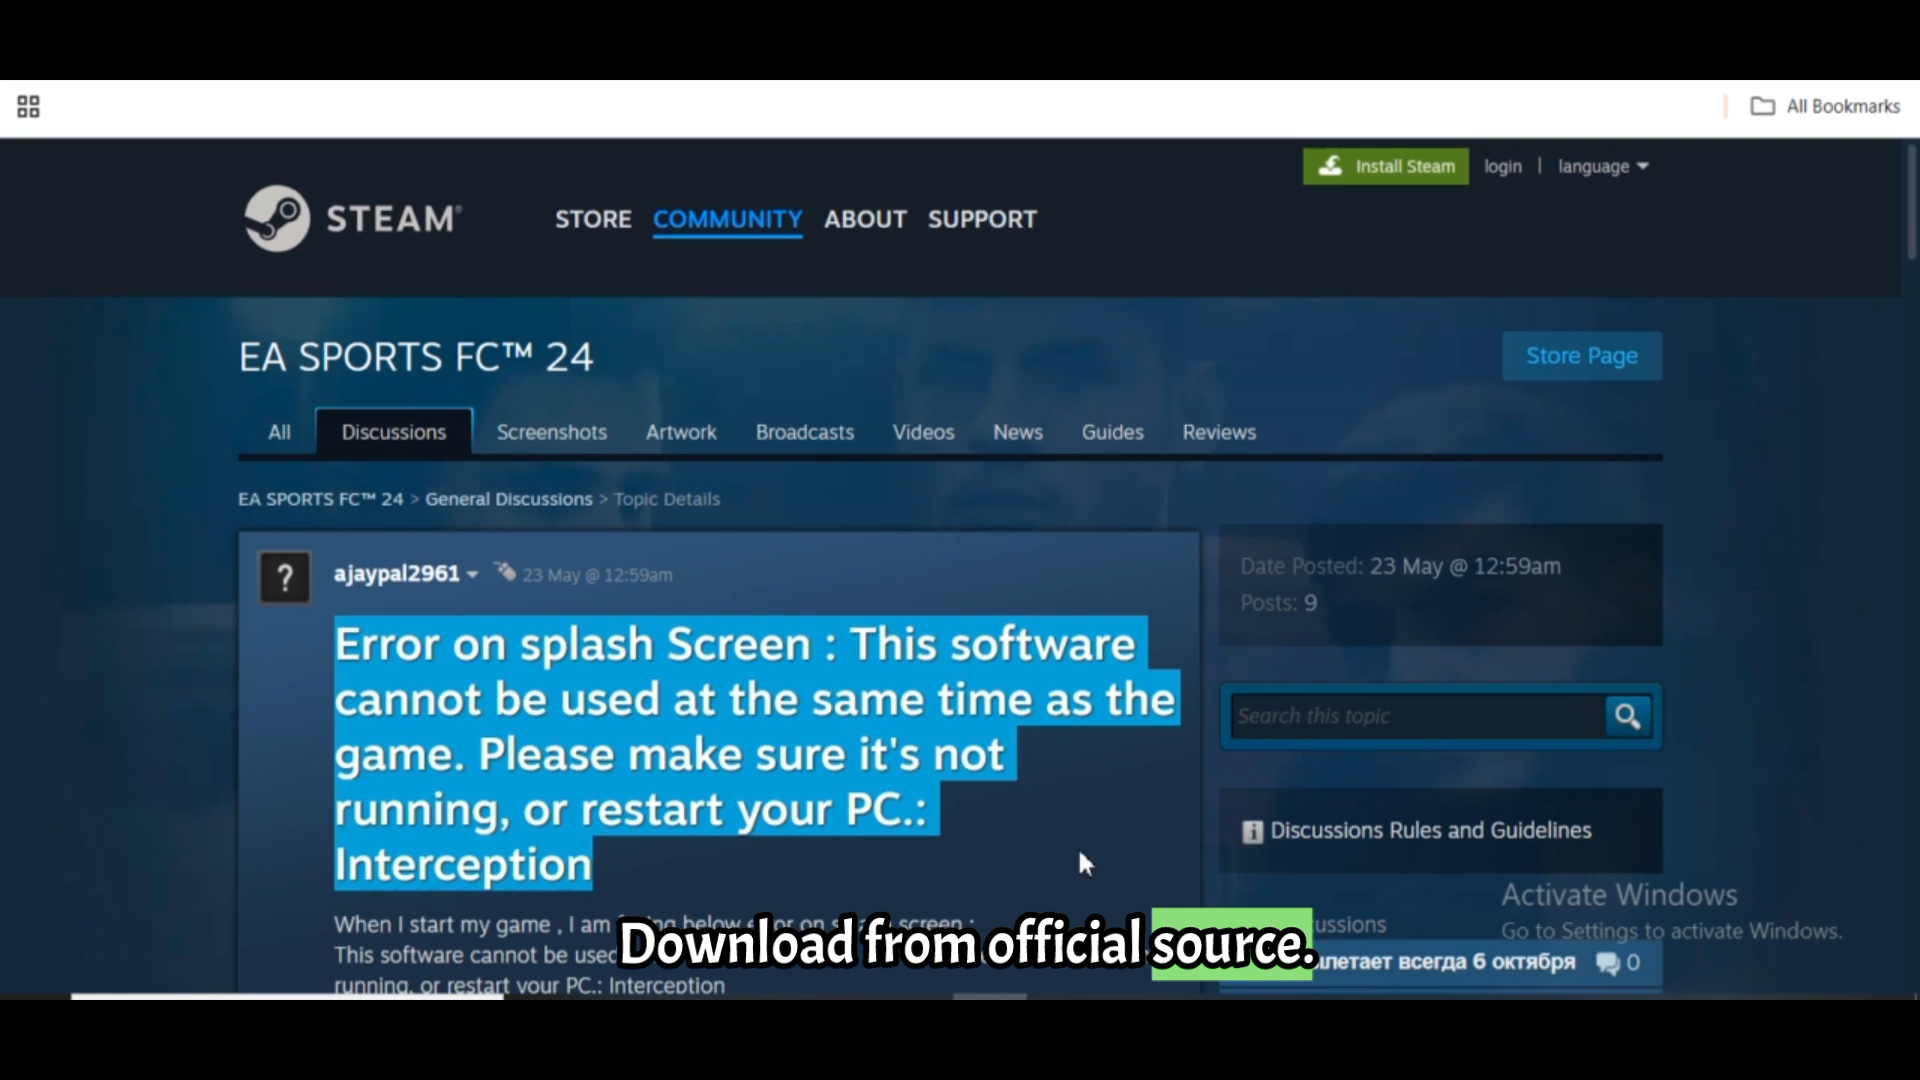 All Bookmarks
Install Steam login | language
STEAM® STORE COMMUNITY ABOUT SUPPORT
EA SPORTS FC™ 24
Store Page
All Discussions Screenshots Artwork Broadcasts Videos News Guides Reviews
EA SPORTS FC™ 24 > General Discussions > Topic Details
? ajaypal2961 23 May @ 12:59am
Error on splash Screen : This software
cannot be used at the same time as the
game. Please make sure it's not
running, or restart your PC.:
Interception
When I start my game , I am
This software cannot be used
running, or restart your PC.: Interception
Date Posted: 23 May @ 12:59am
Posts: 9
Search this topic
Discussions Rules and Guidelines
Activate Windows
Go to Settings to activate Windows.
всегда 6 октября 0
Download from official source.